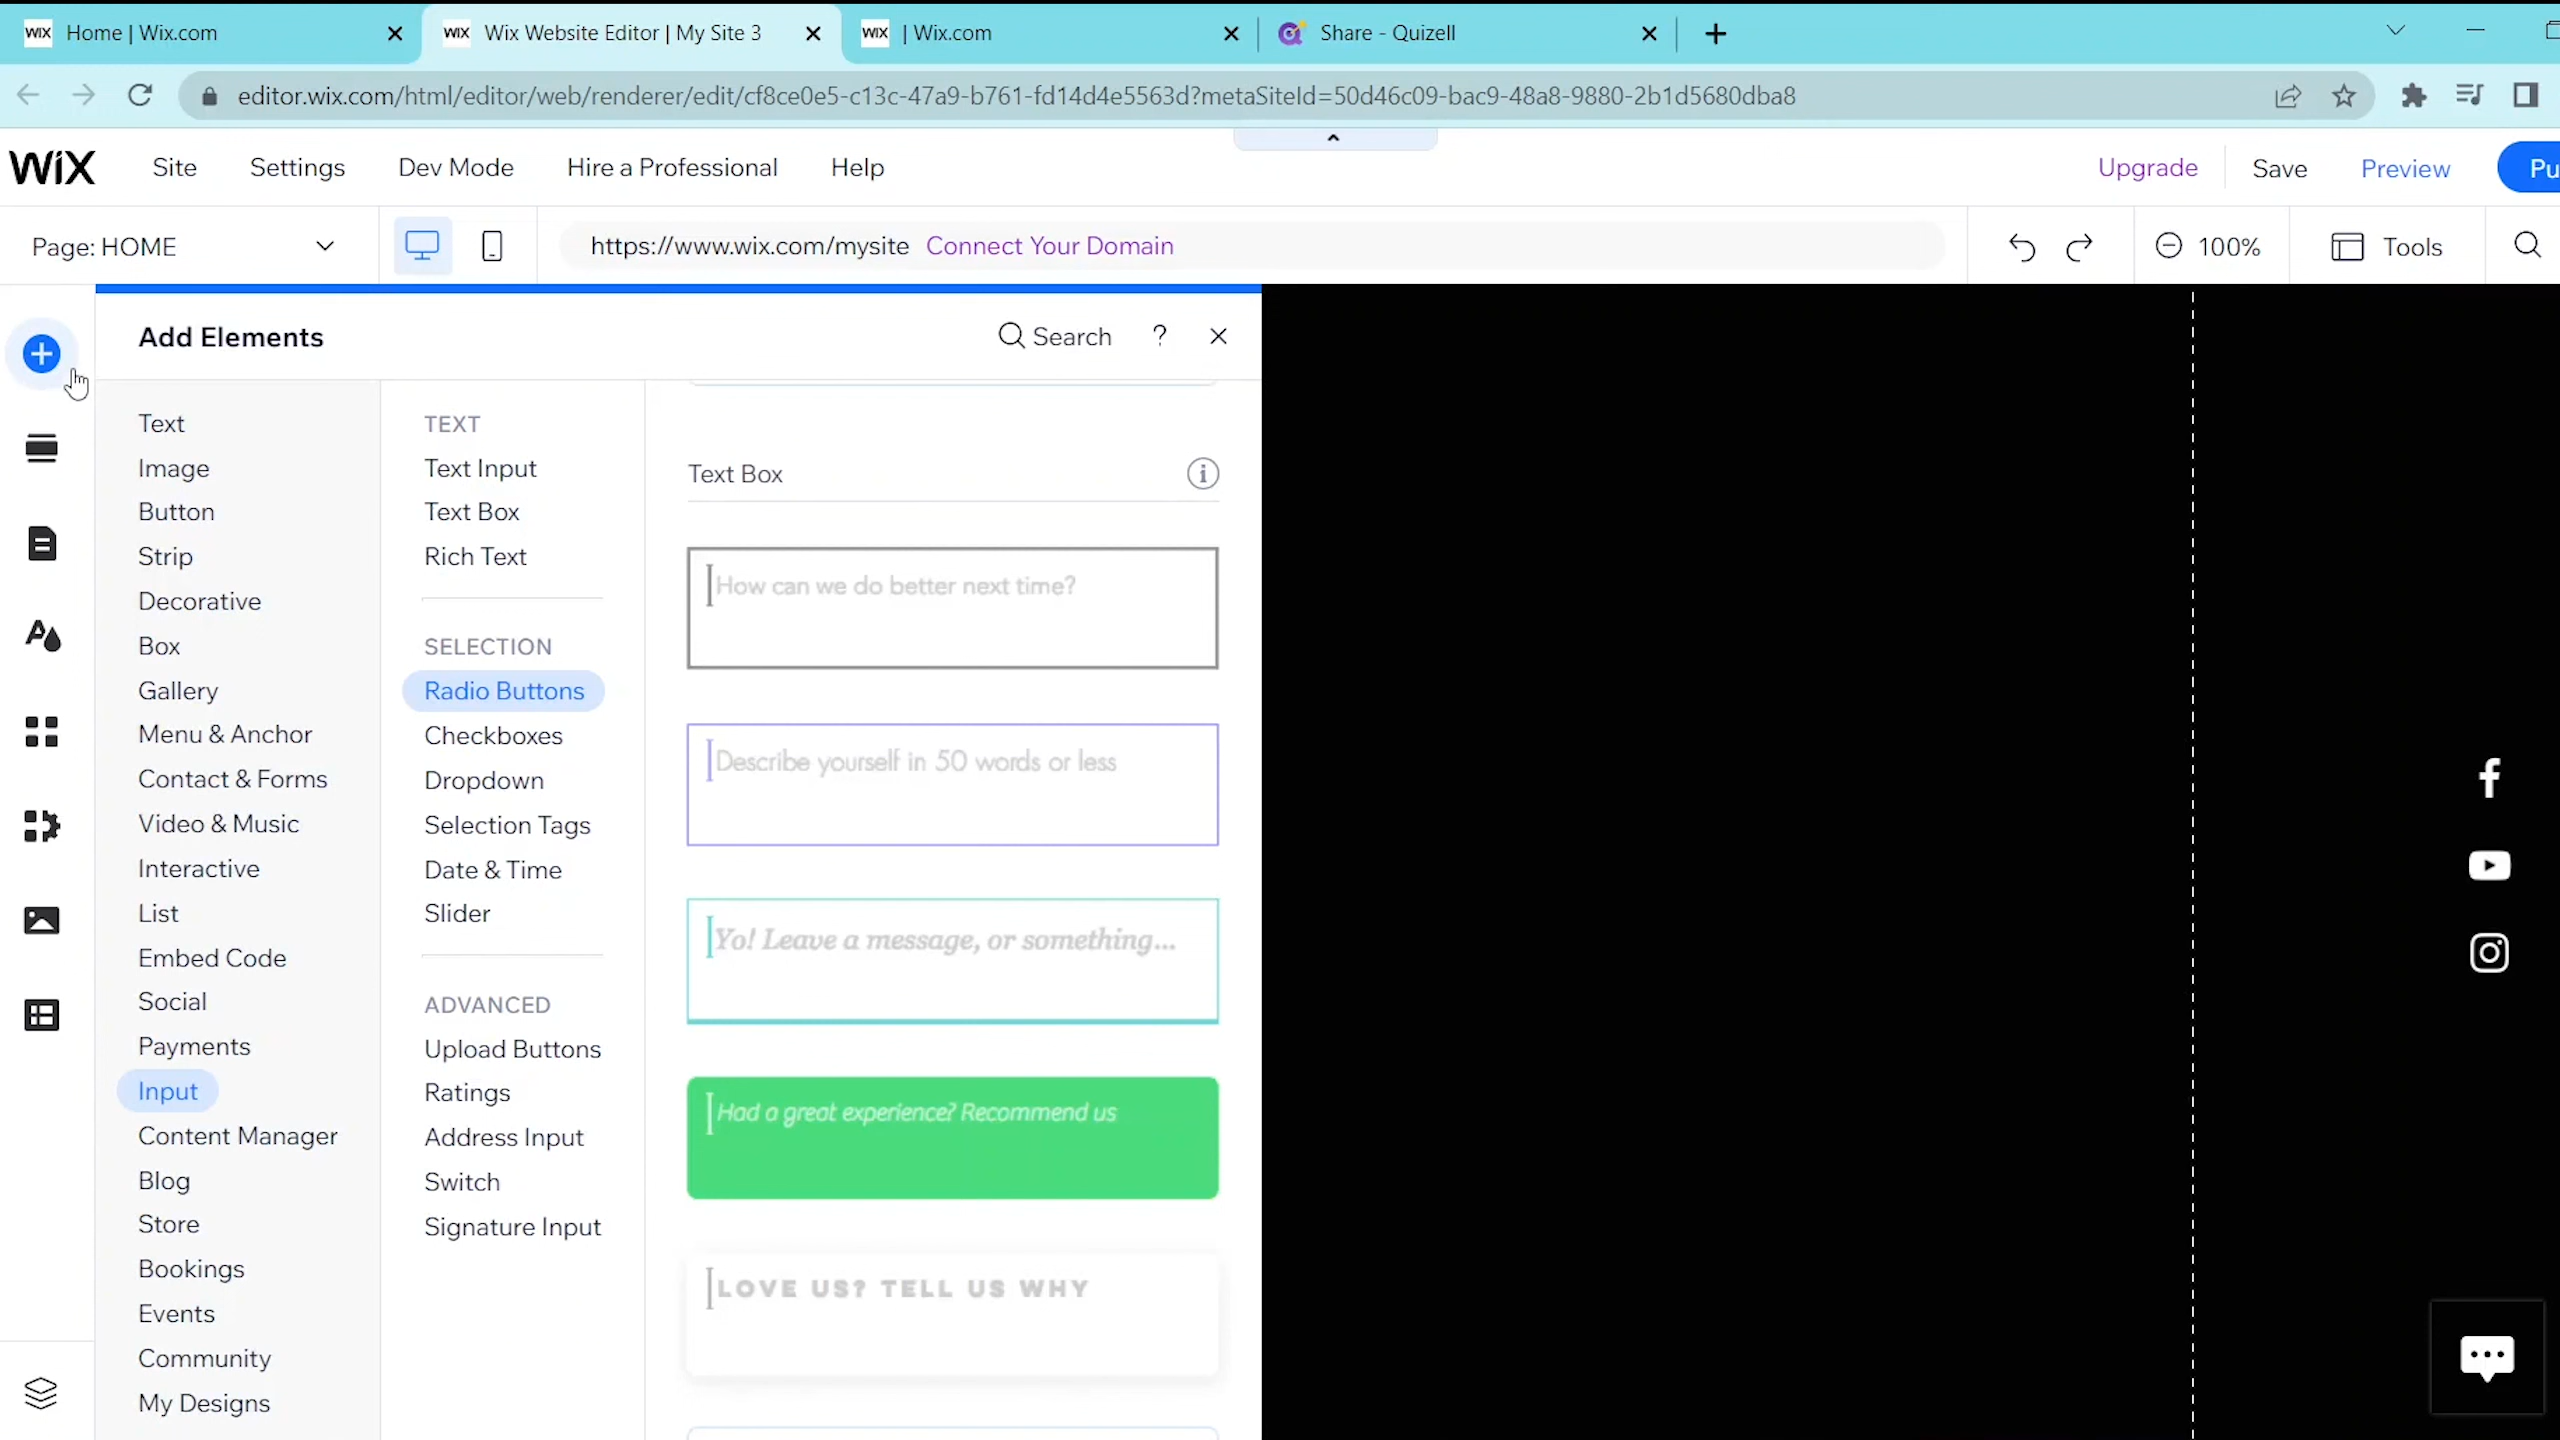 WiX Home | Wix.com
WiX Wix Website Editor | My Site 3
WiX | Wix.com
Share - Quizell
editor.wix.com/html/editor/web/renderer/edit/cf8ce0e5-c13c-47a9-b761-fd14d4e5563d?metaSiteId=50d46c09-bac9-48a8-9880-2b1d5680dba8
WiX Site Settings Dev Mode Hire a Professional Help Upgrade Save Preview Pu
Page: HOME https://www.wix.com/mysite Connect Your Domain 100% Tools
Add Elements Search ?
Text
Image
Button
Strip
Decorative
Box
Gallery
Menu & Anchor
Contact & Forms
Video & Music
Interactive
List
Embed Code
Social
Payments
Input
Content Manager
Blog
Store
Bookings
Events
Community
My Designs
TEXT
Text Input
Text Box
Rich Text
SELECTION
Radio Buttons
Checkboxes
Dropdown
Selection Tags
Date & Time
Slider
ADVANCED
Upload Buttons
Ratings
Address Input
Switch
Signature Input
Text Box
How can we do better next time?
Describe yourself in 50 words or less
Yo! Leave a message, or something...
Had a great experience? Recommend us
LOVE US? TELL US WHY